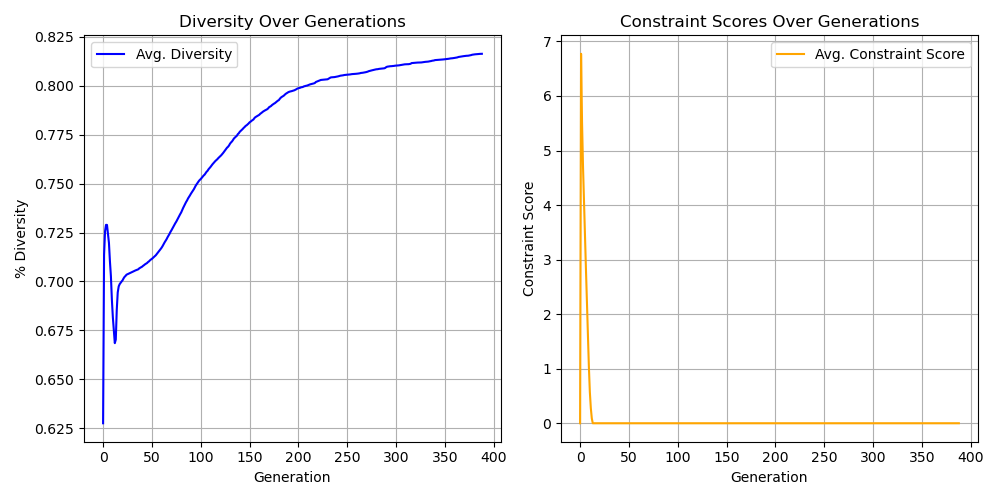 Diversity Over Generations
Avg. Diversity
% Diversity
0.825
0.800
0.775
0.750
0.725
0.700
0.675
0.650
0.625
0 50 100 150 200 250 300 350 400
Generation
Constraint Scores Over Generations
Avg. Constraint Score
Constraint Score
7
6
5
4
3
2
1
0
0 50 100 150 200 250 300 350 400
Generation